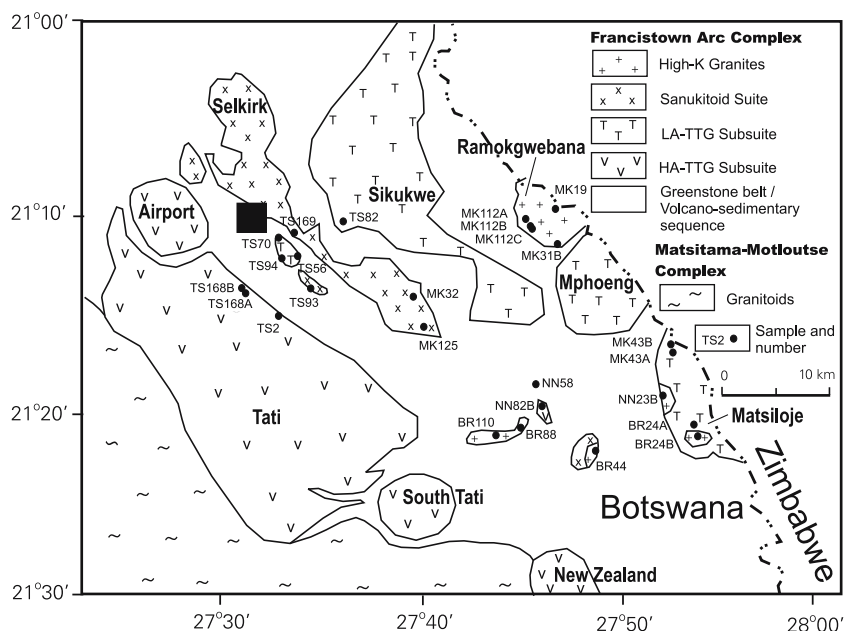 21°00'
21°10'
21°20'
21°30'
27°30'
27°40'
27°50'
28°00'
Francistown Arc Complex
High-K Granites
Sanukitoid Suite
LA-TTG Subsuite
HA-TTG Subsuite
Greenstone belt /
Volcano-sedimentary
sequence
Matsitama-Motloutse
Complex
Granitoids
TS2
Sample and
number
0 10 km
Selkirk
Ramokgwebana
Airport
Sikukwe
Mphoeng
Tati
South Tati
New Zealand
Matsiloje
Botswana
Zimbabwe
TS169
TS82
TS70
TS94
TS56
TS93
TS168B
TS168A
TS2
MK32
MK125
MK19
MK112A
MK112B
MK112C
MK31B
MK43B
MK43A
NN58
NN82B
NN23B
BR110
BR88
BR44
BR24A
BR24B